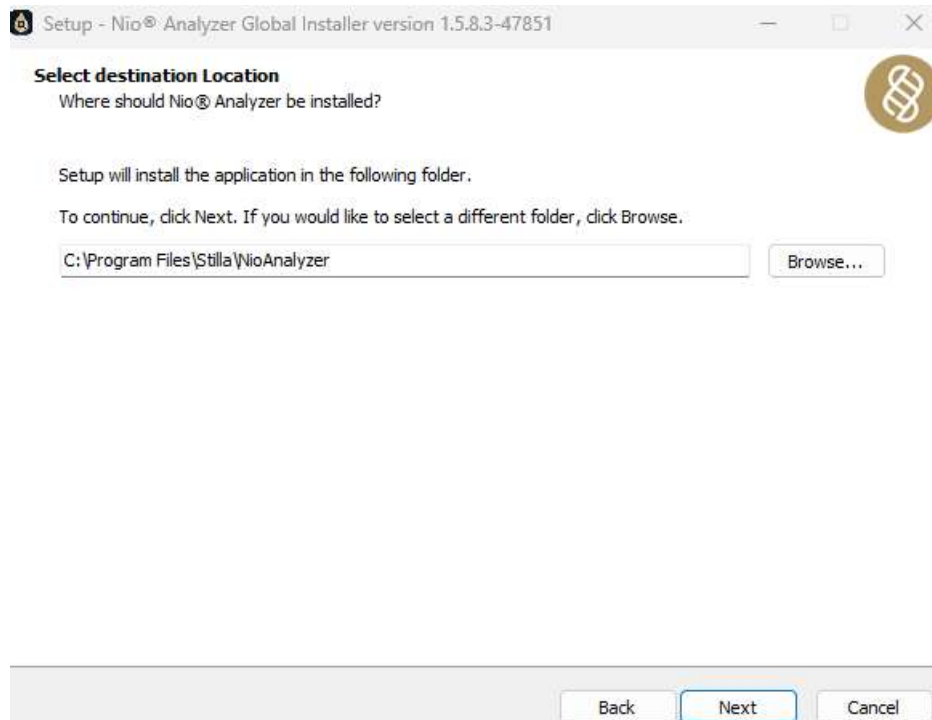 Setup - Nio® Analyzer Global Installer version 1.5.8.3-47851
Select destination Location
Where should Nio® Analyzer be installed?
Setup will install the application in the following folder.
To continue, click Next. If you would like to select a different folder, click Browse.
C:\Program Files\Stilla\NioAnalyzer
Browse...
Back
Next
Cancel